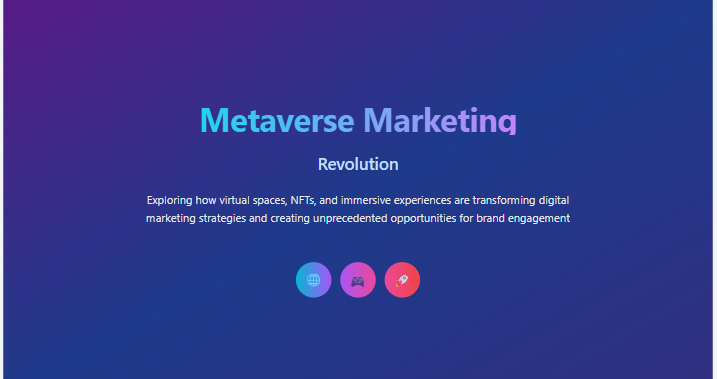 Metaverse Marketing
Revolution
Exploring how virtual spaces, NFTs, and immersive experiences are transforming digital
marketing strategies and creating unprecedented opportunities for brand engagement